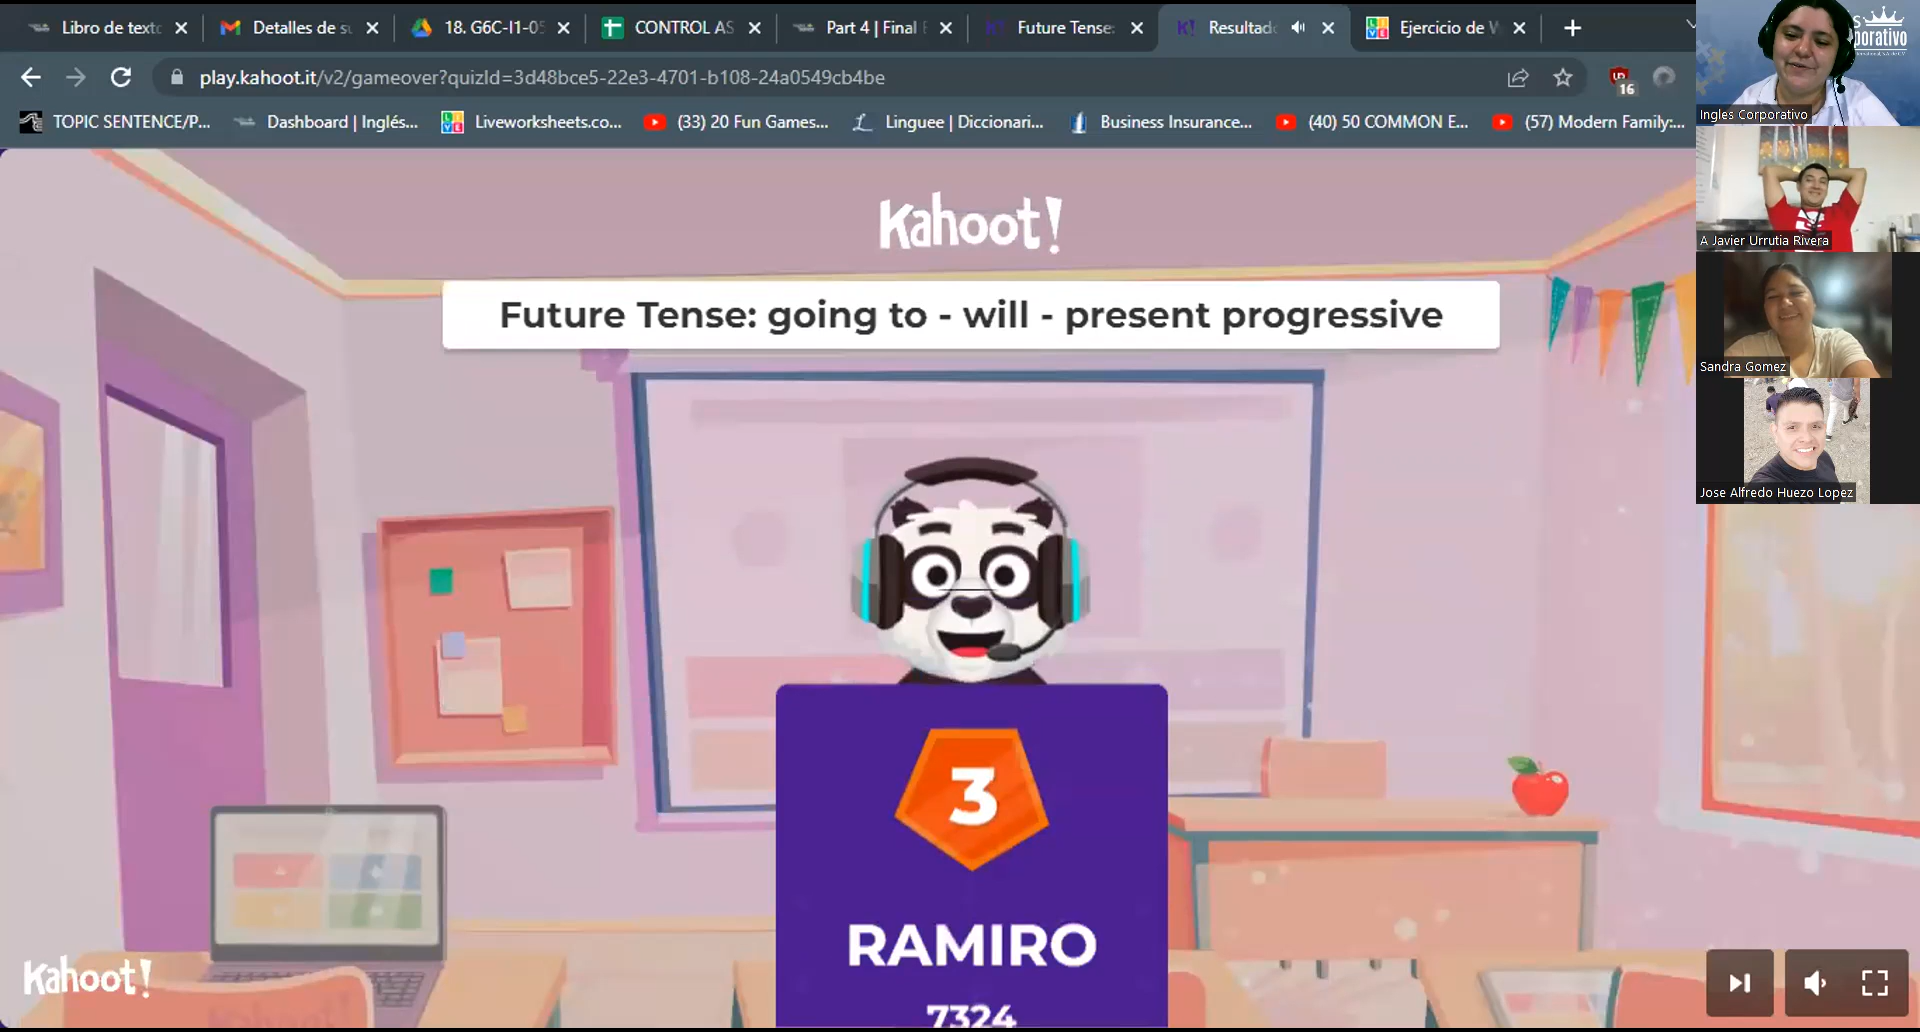 Libro de texto
Detalles de su
18. G6C-I1-05
CONTROL AS
Part 4 | Final E
Future Tense:
Resultado
Ejercicio de W
play.kahoot.it/v2/gameover?quizId=3d48bce5-22e3-4701-b108-24a0549cb4be
16
TOPIC SENTENCE/P...
Dashboard | Inglés...
Liveworksheets.co...
(33) 20 Fun Games...
Linguee | Diccionari...
Business Insurance...
(40) 50 COMMON E...
(57) Modern Family:...
Kahoot!
Future Tense: going to - will - present progressive
3
RAMIRO
7324
Kahoot!
porativo
Ingles Corporativo
A Javier Urrutia Rivera
Sandra Gomez
Jose Alfredo Huezo Lopez